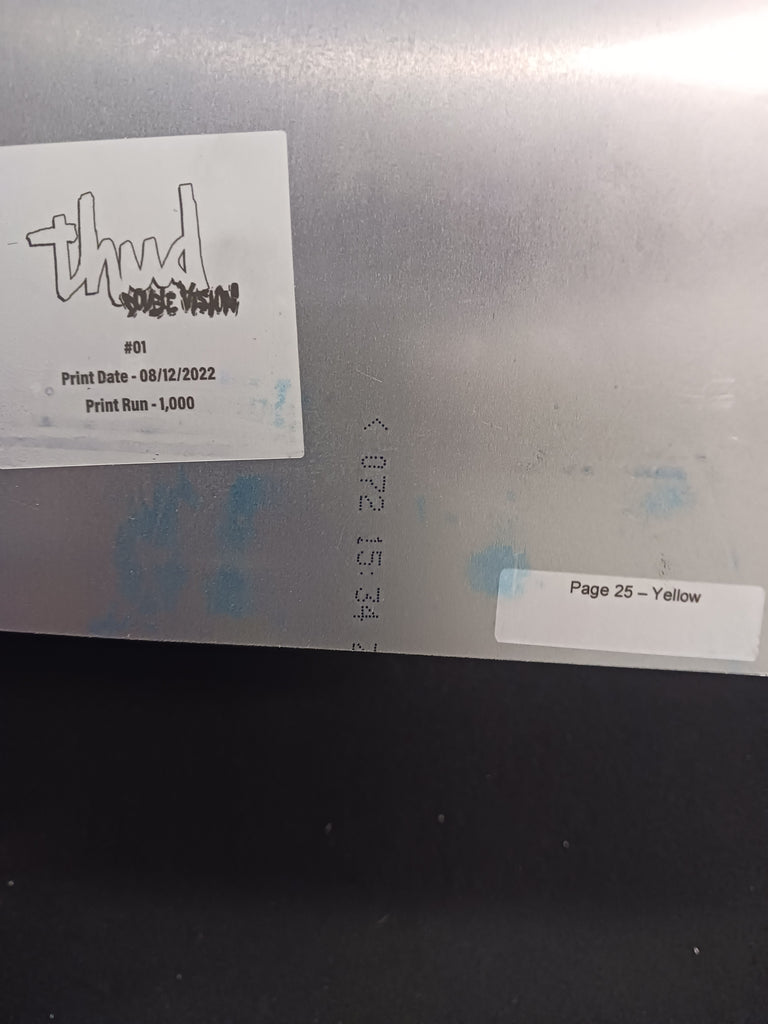 thud
DOUBLE VISION!
#01
Print Date - 08/12/2022
Print Run - 1,000
> 072 15:34
Page 25 – Yellow